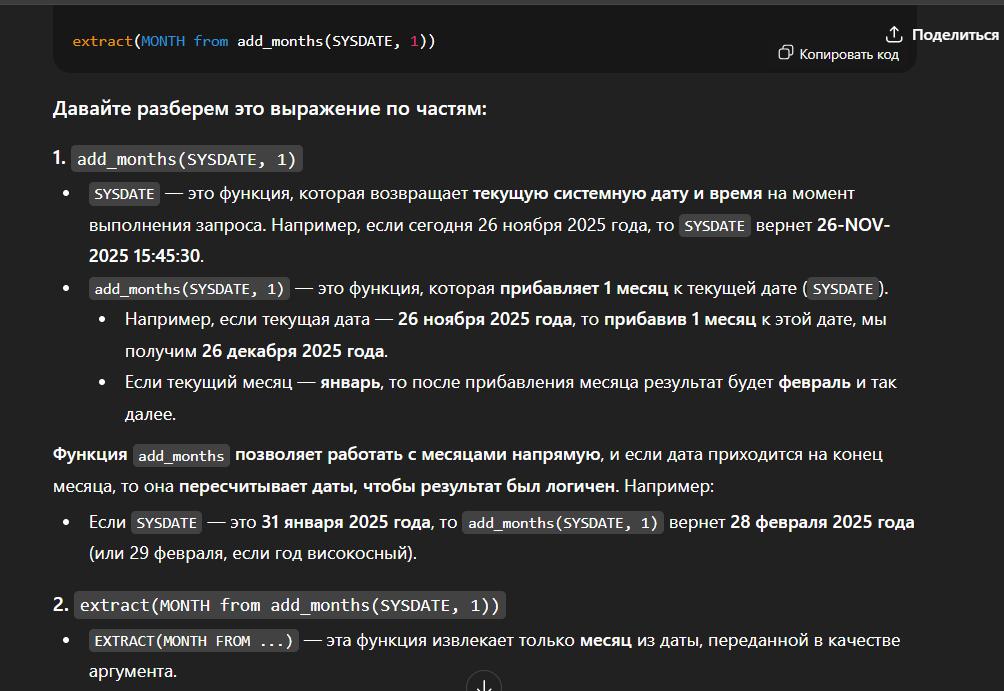 extract(MONTH from add_months(SYSDATE, 1))
Поделиться
Копировать код
Давайте разберем это выражение по частям:
1. add_months(SYSDATE, 1)
• SYSDATE — это функция, которая возвращает текущую системную дату и время на момент
выполнения запроса. Например, если сегодня 26 ноября 2025 года, то SYSDATE вернет 26-NOV-
2025 15:45:30.
• add_months(SYSDATE, 1) — это функция, которая прибавляет 1 месяц к текущей дате (SYSDATE).
• Например, если текущая дата — 26 ноября 2025 года, то прибавив 1 месяц к этой дате, мы
получим 26 декабря 2025 года.
• Если текущий месяц — январь, то после прибавления месяца результат будет февраль и так
далее.
Функция add_months позволяет работать с месяцами напрямую, и если дата приходится на конец
месяца, то она пересчитывает даты, чтобы результат был логичен. Например:
• Если SYSDATE — это 31 января 2025 года, то add_months(SYSDATE, 1) вернет 28 февраля 2025 года
(или 29 февраля, если год високосный).
2. extract(MONTH from add_months(SYSDATE, 1))
• EXTRACT(MONTH FROM ...) — эта функция извлекает только месяц из даты, переданной в качестве
аргумента.